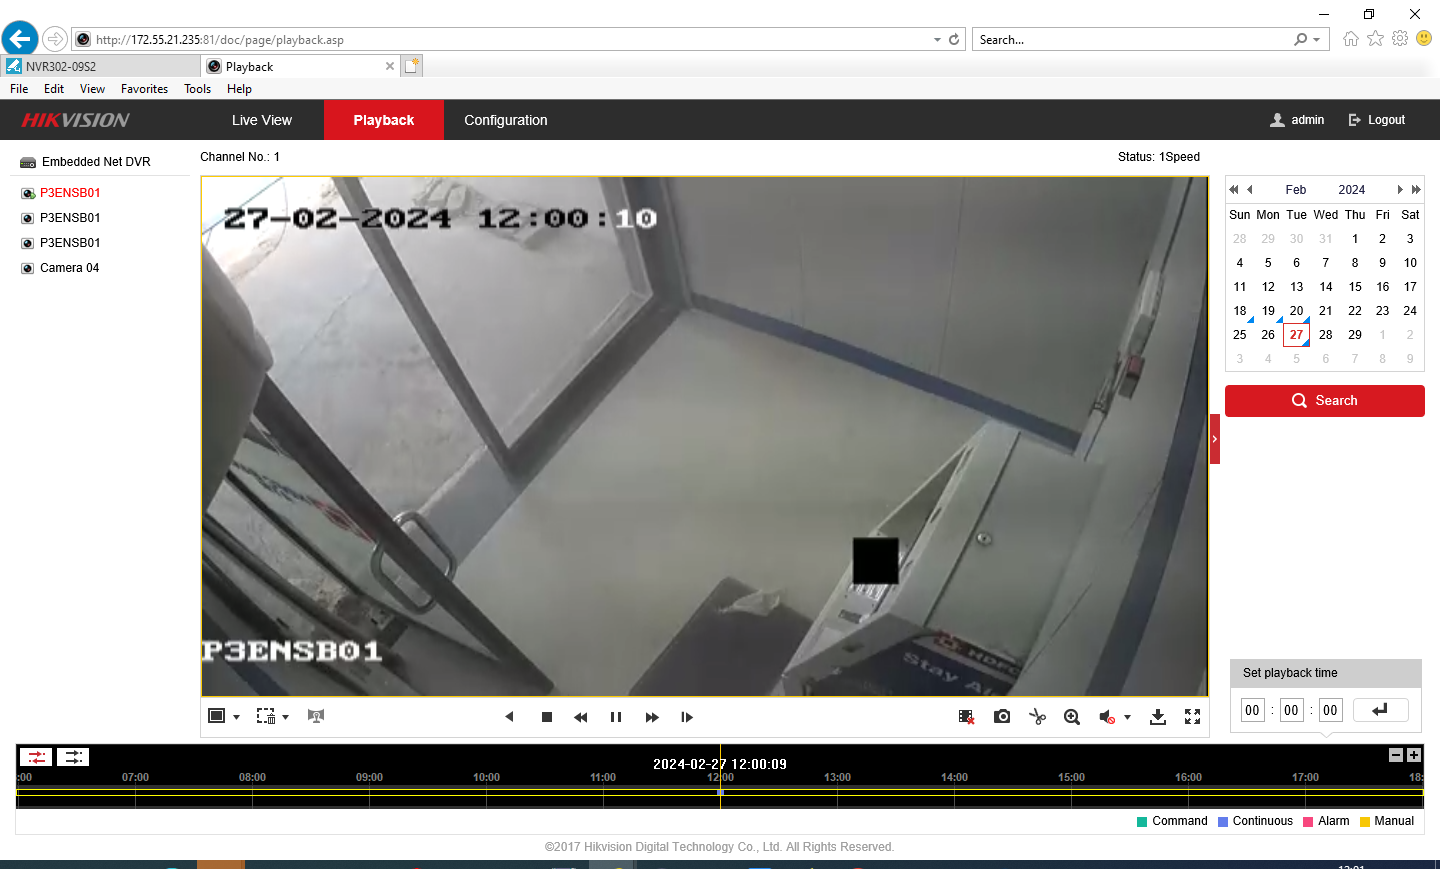 http://172.55.21.235:81/doc/page/playback.asp
Search...
NVR302-09S2
Playback
File Edit View Favorites Tools Help
HIKVISION
Live View
Playback
Configuration
admin
Logout
Embedded Net DVR
P3ENSB01
P3ENSB01
P3ENSB01
Camera 04
Channel No.: 1
Status: 1Speed
27-02-2024 12:00:10
P3ENSB01
Stay Al
HDFC
Feb 2024
Sun Mon Tue Wed Thu Fri Sat
28 29 30 31 1 2 3
4 5 6 7 8 9 10
11 12 13 14 15 16 17
18 19 20 21 22 23 24
25 26 27 28 29 1 2
3 4 5 6 7 8 9
Search
Set playback time
00 : 00 : 00
2024-02-27 12:00:09
:00 07:00 08:00 09:00 10:00 11:00 12:00 13:00 14:00 15:00 16:00 17:00 18:
Command Continuous Alarm Manual
©2017 Hikvision Digital Technology Co., Ltd. All Rights Reserved.